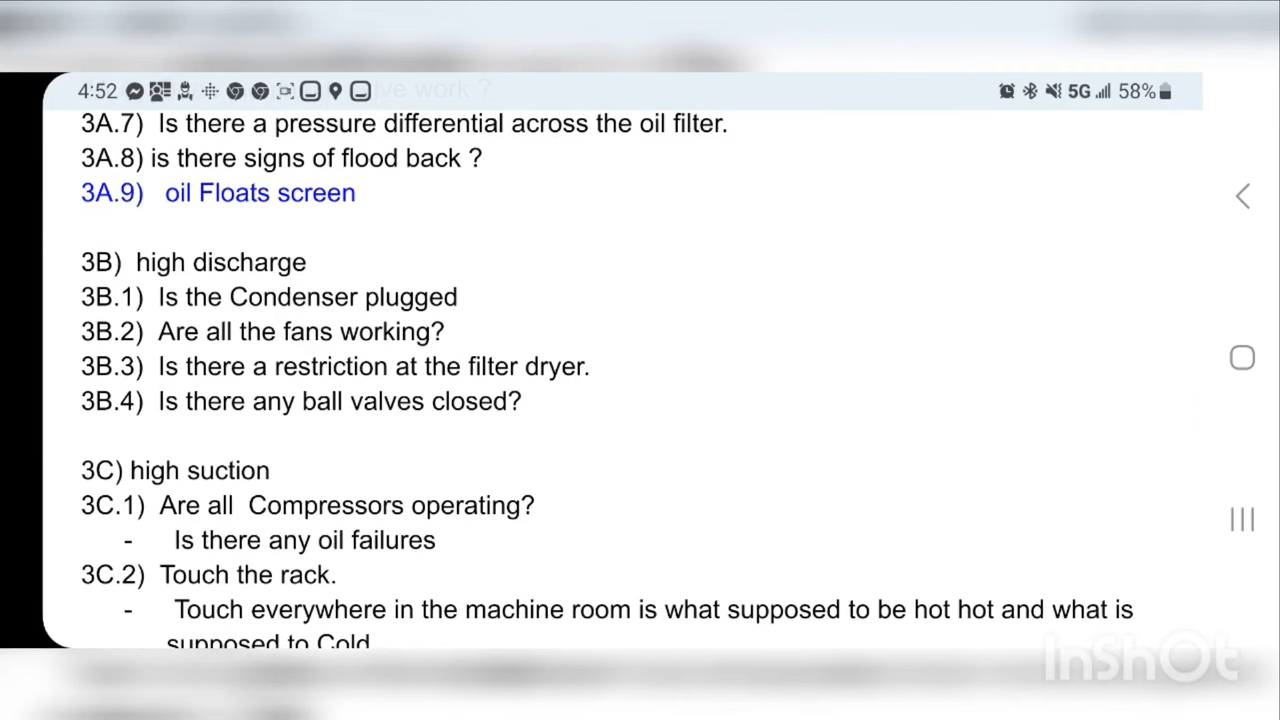 4:52 ve work ? 5G 58%
3A.7) Is there a pressure differential across the oil filter.
3A.8) is there signs of flood back ?
3A.9) oil Floats screen
3B) high discharge
3B.1) Is the Condenser plugged
3B.2) Are all the fans working?
3B.3) Is there a restriction at the filter dryer.
3B.4) Is there any ball valves closed?
3C) high suction
3C.1) Are all Compressors operating?
- Is there any oil failures
3C.2) Touch the rack.
- Touch everywhere in the machine room is what supposed to be hot hot and what is
supposed to Cold
InShOt